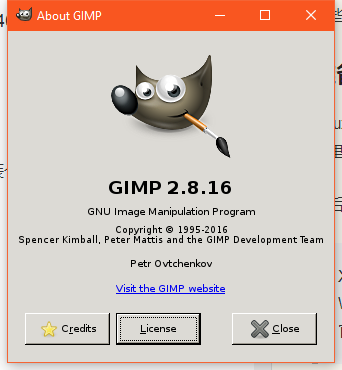 About GIMP
GIMP 2.8.16
GNU Image Manipulation Program
Copyright © 1995-2016
Spencer Kimball, Peter Mattis and the GIMP Development Team
Petr Ovtchenkov
Visit the GIMP website
Credits
License
Close